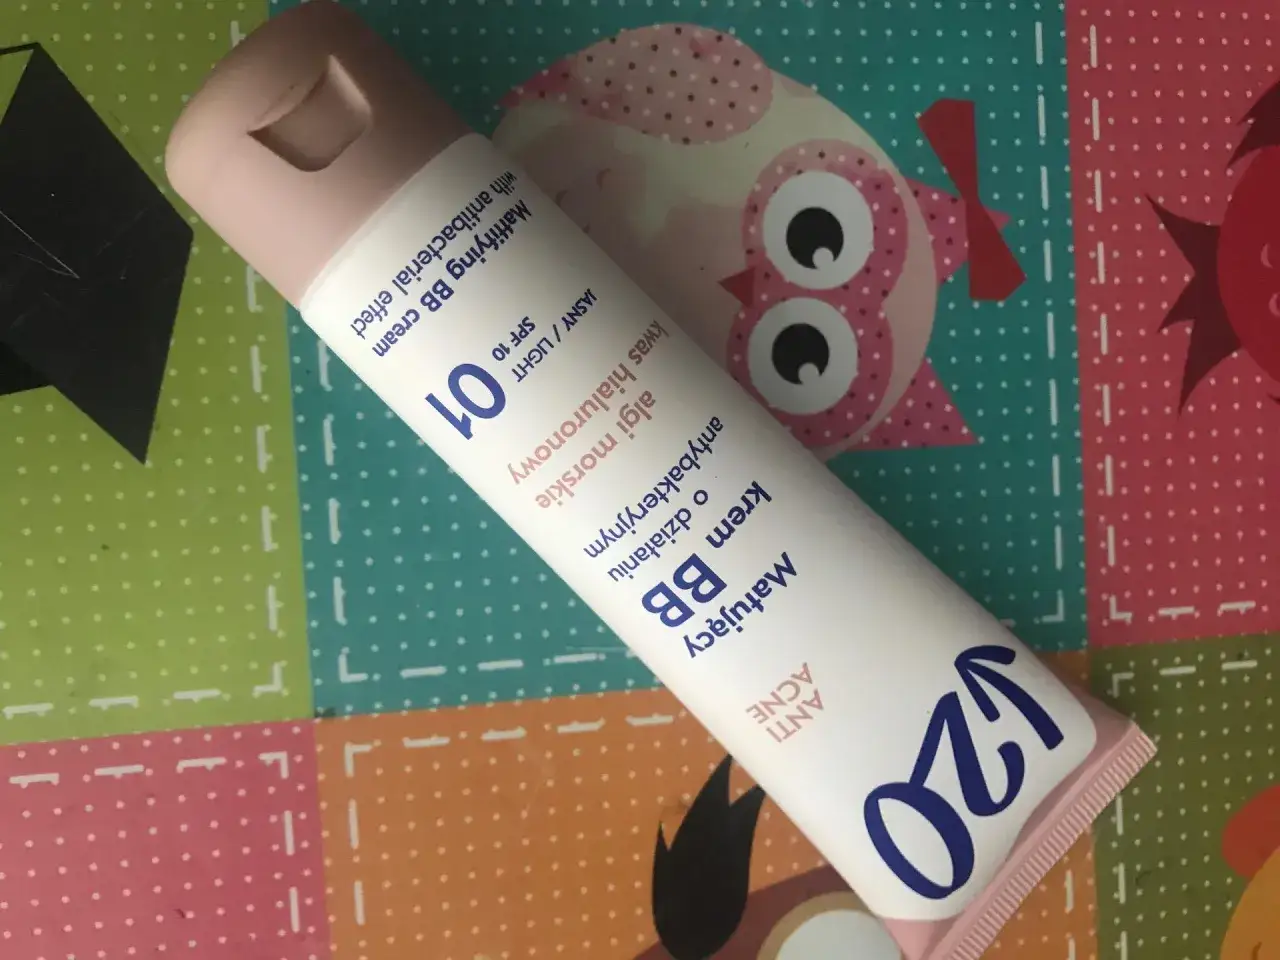 ↓20
ANTI
ACNE
Matujący
krem BB
o działaniu
antybakteryjnym
algi morskie
kwas hialuronowy
01
JASNY / LIGHT
SPF 10
Mattifying BB cream
with antibacterial effect